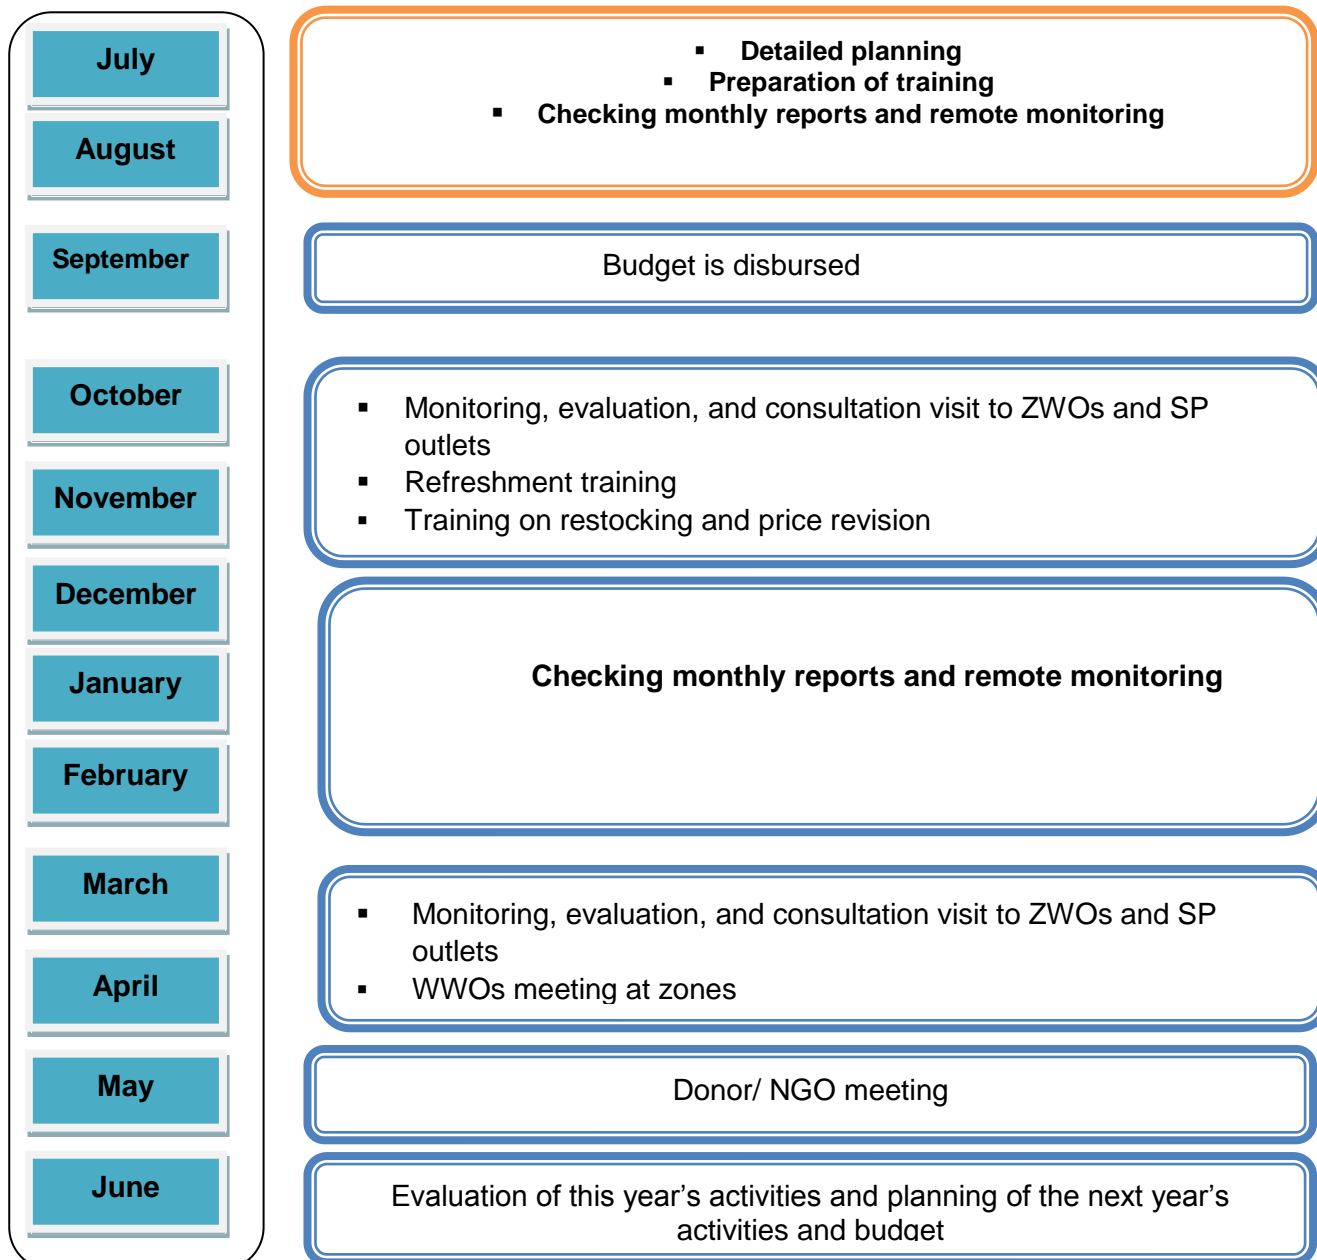 July
▪ Detailed planning
▪ Preparation of training
▪ Checking monthly reports and remote monitoring
August
September
Budget is disbursed
October
▪ Monitoring, evaluation, and consultation visit to ZWOs and SP
outlets
▪ Refreshment training
▪ Training on restocking and price revision
November
December
January
Checking monthly reports and remote monitoring
February
March
▪ Monitoring, evaluation, and consultation visit to ZWOs and SP
outlets
▪ WWOs meeting at zones
April
May
Donor/ NGO meeting
June
Evaluation of this year’s activities and planning of the next year’s
activities and budget